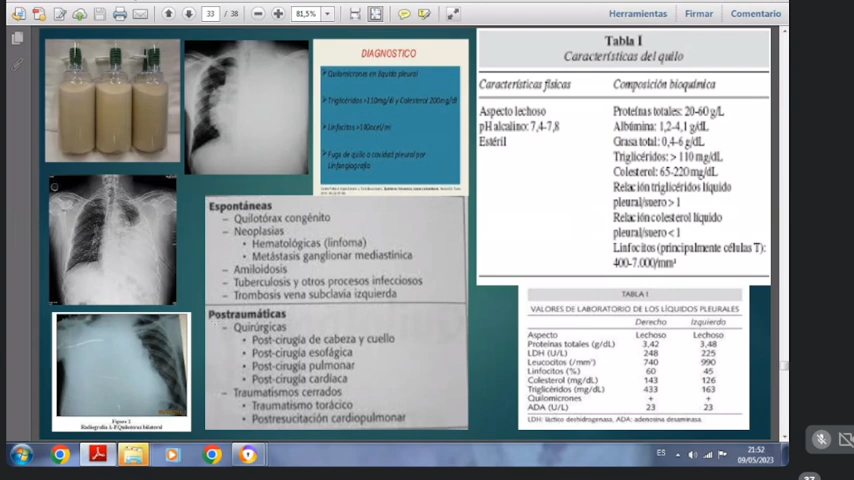 33 / 38
81,5%
Herramientas
Firmar
Comentario
DIAGNOSTICO
Quilomicrones en líquido pleural
Triglicéridos >110mg/dl y Colesterol 200mg/dl
Fuga de quilo a cavidad pleural por
Linfangiografía
Espontáneas
– Quilotórax congénito
– Neoplasias
• Hematológicas (linfoma)
• Metástasis ganglionar mediastínica
– Amiloidosis
– Tuberculosis y otros procesos infecciosos
– Trombosis vena subclavia izquierda
Postraumáticas
– Quirúrgicas
• Post-cirugía de cabeza y cuello
• Post-cirugía esofágica
• Post-cirugía pulmonar
• Post-cirugía cardíaca
– Traumatismos cerrados
• Traumatismo torácico
• Postresucitación cardiopulmonar
Figure 2
Tabla I
Características del quilo
Características físicas Composición bioquímica
Aspecto lechoso Proteínas totales: 20-60 g/L
pH alcalino: 7,4-7,8 Albúmina: 1,2-4,1 g/dL
Estéril Grasa total: 0,4-6 g/dL
Triglicéridos: > 110 mg/dL
Colesterol: 65-220 mg/dL
Relación triglicéridos líquido
pleural/suero > 1
Relación colesterol líquido
pleural/suero < 1
Linfocitos (principalmente células T):
400-7.000/mm³
TABLA I
VALORES DE LABORATORIO DE LOS LÍQUIDOS PLEURALES
Derecho Izquierdo
Aspecto Lechoso Lechoso
Proteínas totales (g/dL) 3,42 3,48
LDH (U/L) 248 225
Leucocitos (/mm³) 740 990
Linfocitos (%) 60 45
Colesterol (mg/dL) 143 126
Triglicéridos (mg/dL) 433 163
Quilomicrones + +
ADA (U/L) 23 23
LDH: láctico deshidrogenasa, ADA: adenosina desaminasa.
ES
21:52
09/05/2023